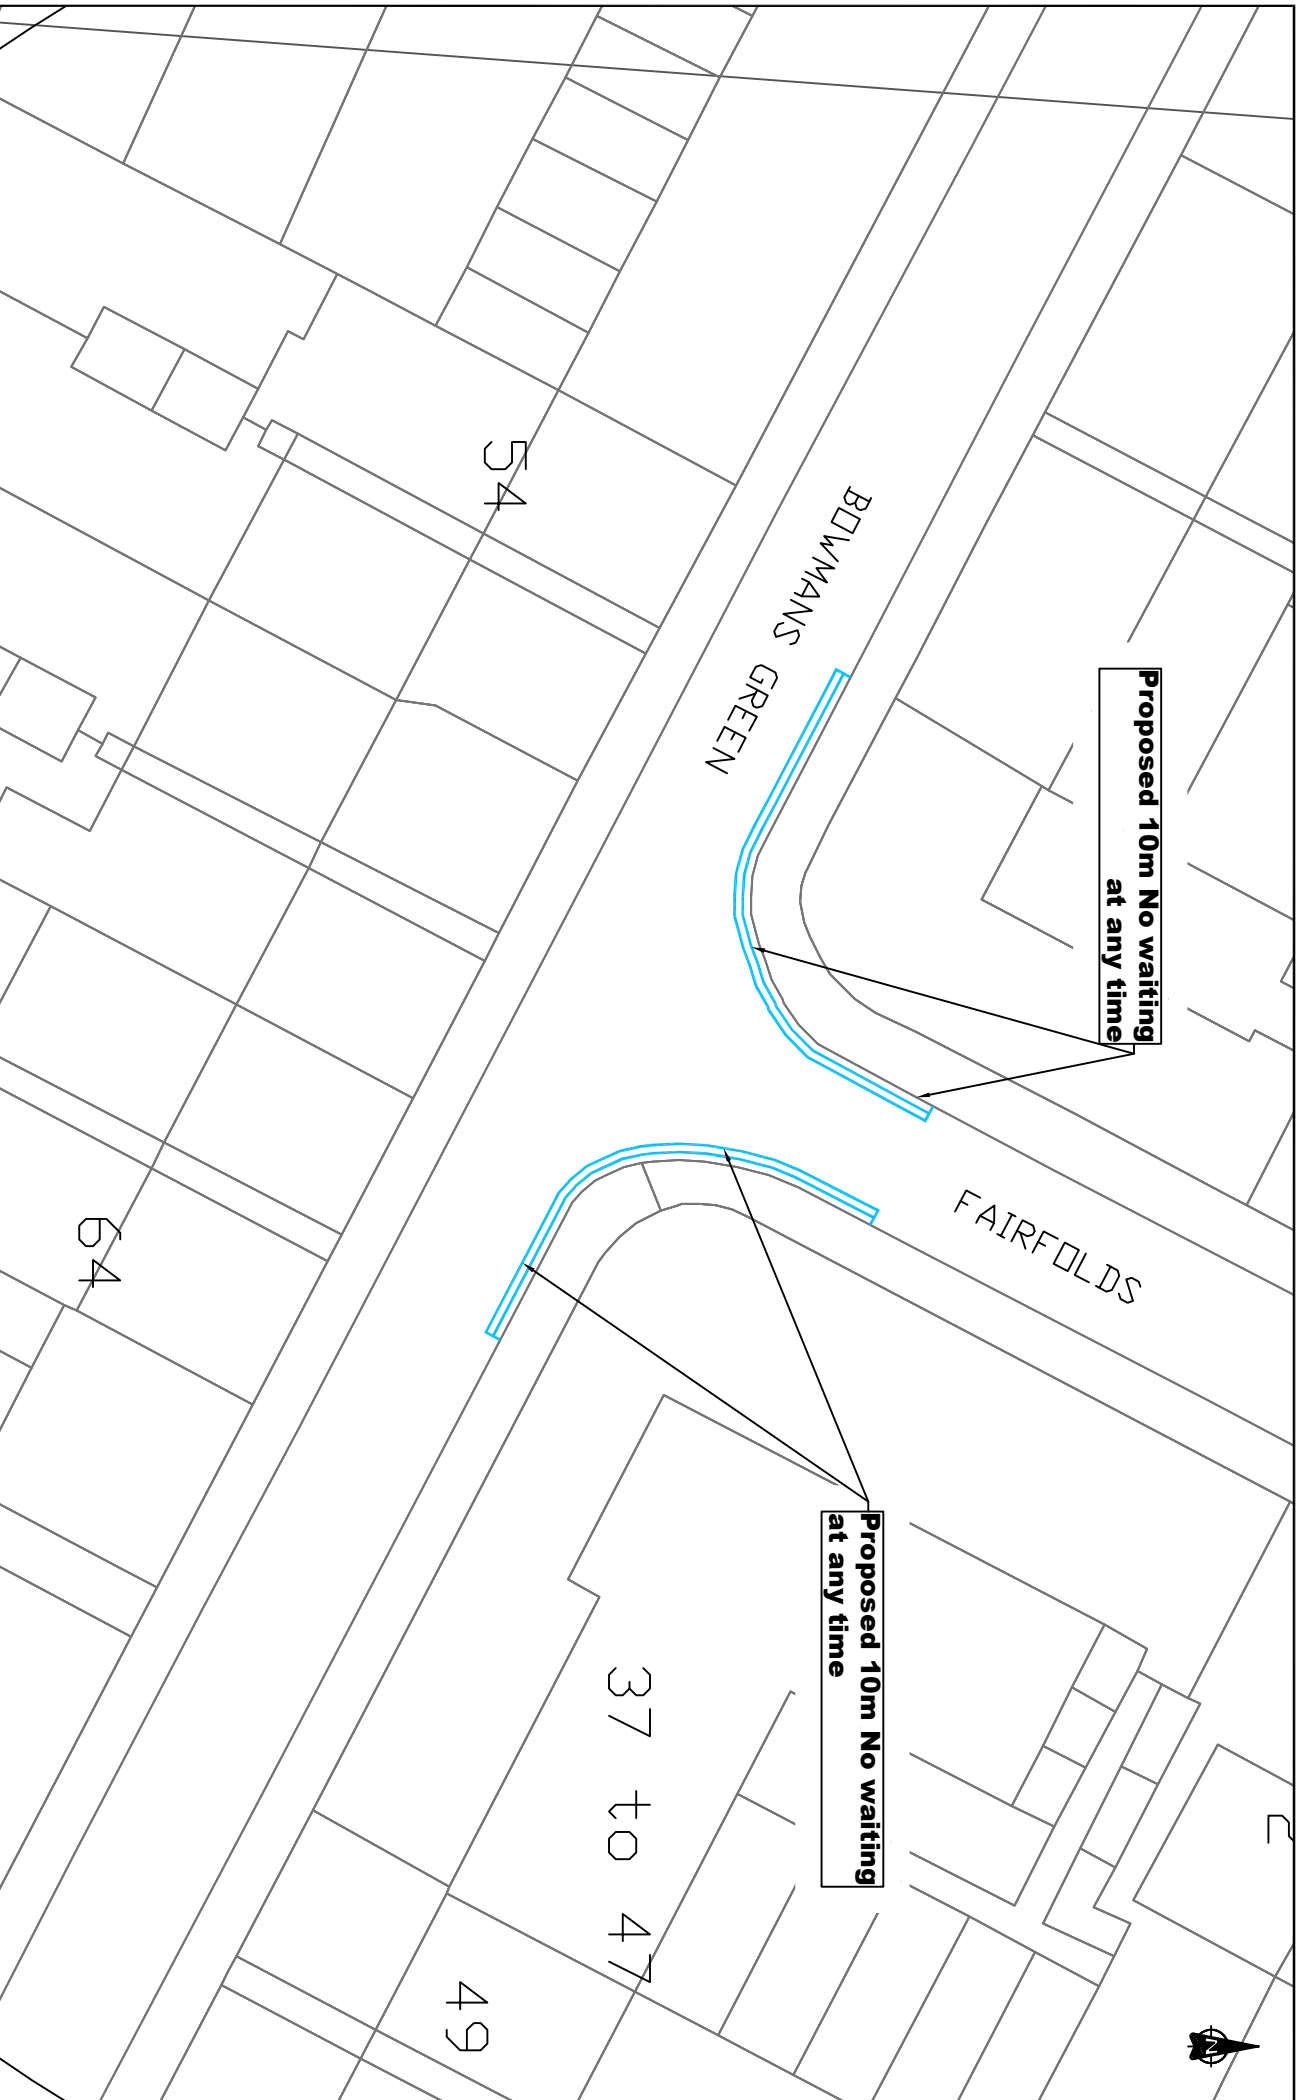 Proposed 10m No waiting
at any time
BOWMANS GREEN
FAIRFOLDS
54
Proposed 10m No waiting
at any time
2
37 to 47
64
49
N